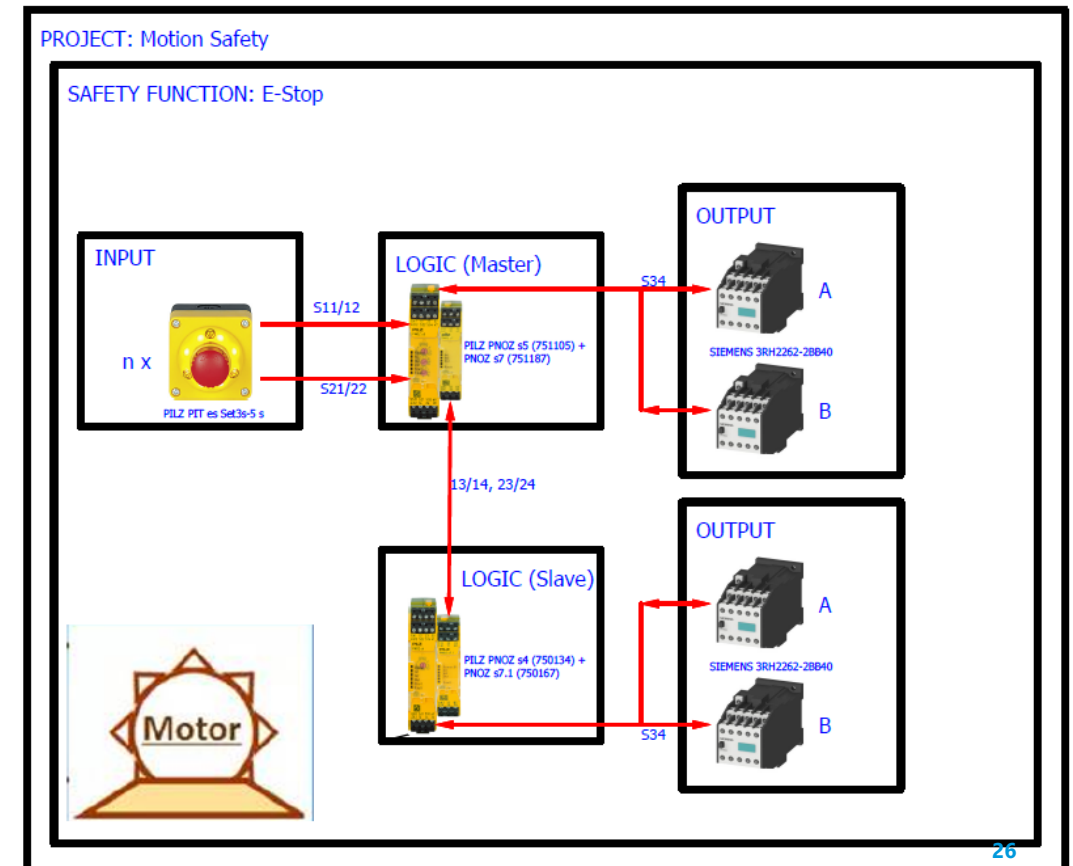 PROJECT: Motion Safety
SAFETY FUNCTION: E-Stop
INPUT
n x
PILZ PIT es Set3s-5 s
S11/12
S21/22
LOGIC (Master)
PILZ PNOZ s5 (751105) +
PNOZ s7 (751187)
S34
OUTPUT
A
SIEMENS 3RH2262-2BB40
B
13/14, 23/24
LOGIC (Slave)
PILZ PNOZ s4 (750134) +
PNOZ s7.1 (750167)
S34
OUTPUT
A
SIEMENS 3RH2262-2BB40
B
Motor
26